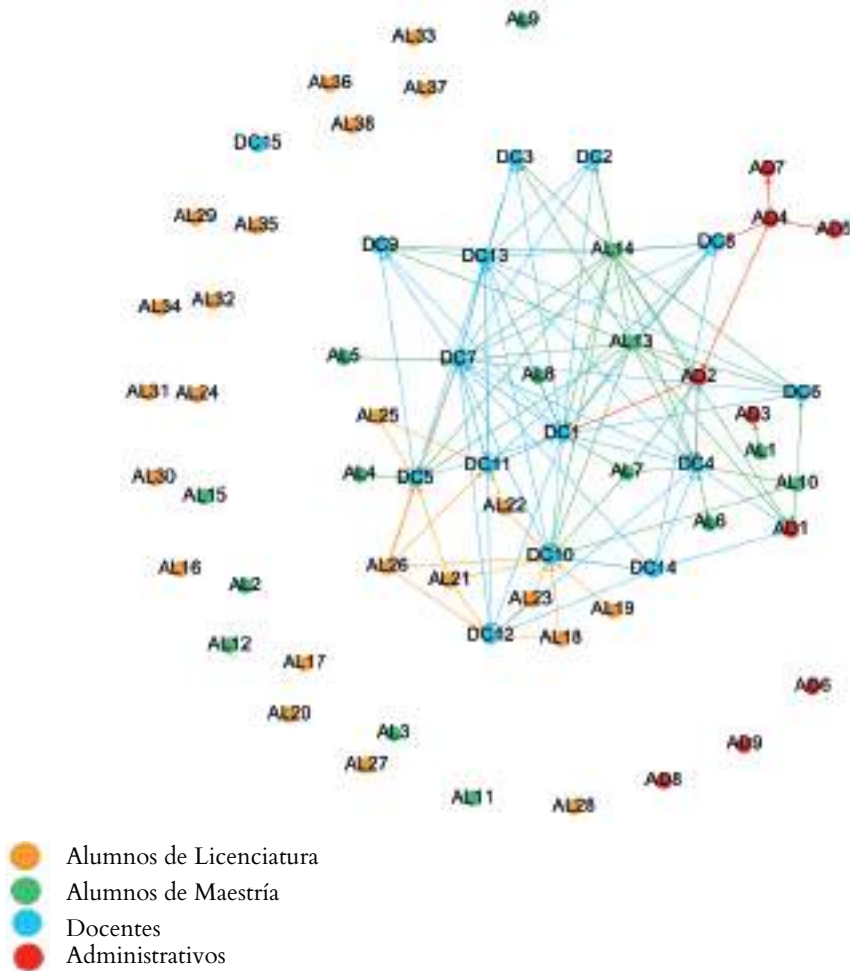 AL9
AL33
AL36
AL37
AL38
DC15
DC3
DC2
AD7
AL29
AL35
AD4
AD5
DC9
DC13
AL14
DC8
AL34
AL32
AL5
DC7
AL13
AL8
AD2
AL31
AL24
DC6
AL25
DC1
AD3
AL1
AL30
AL15
AL4
DC5
DC11
AL7
DC4
AL10
AL22
AL6
AD1
AL16
AL2
AL26
AL21
DC10
DC14
AL23
AL19
AL12
DC12
AL18
AL17
AL20
AL3
AL27
AD6
AD9
AD8
AL11
AL28
Alumnos de Licenciatura
Alumnos de Maestría
Docentes
Administrativos